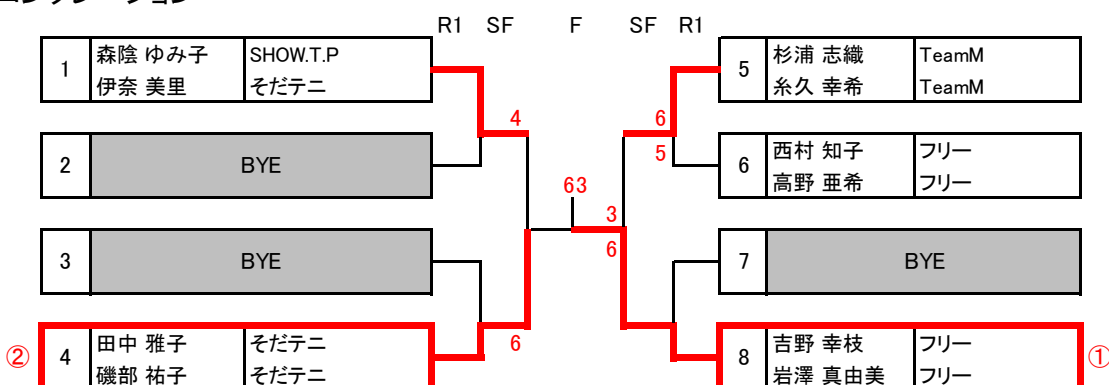 R1 SF F SF R1
1 森陰 ゆみ子 SHOW.T.P
伊奈 美里 そだテニ
2 BYE
3 BYE
② 4 田中 雅子 そだテニ
磯部 祐子 そだテニ
4
6
63
6
5
3
6
5 杉浦 志織 TeamM
糸久 幸希 TeamM
6 西村 知子 フリー
高野 亜希 フリー
7 BYE
8 吉野 幸枝 フリー ①
岩澤 真由美 フリー